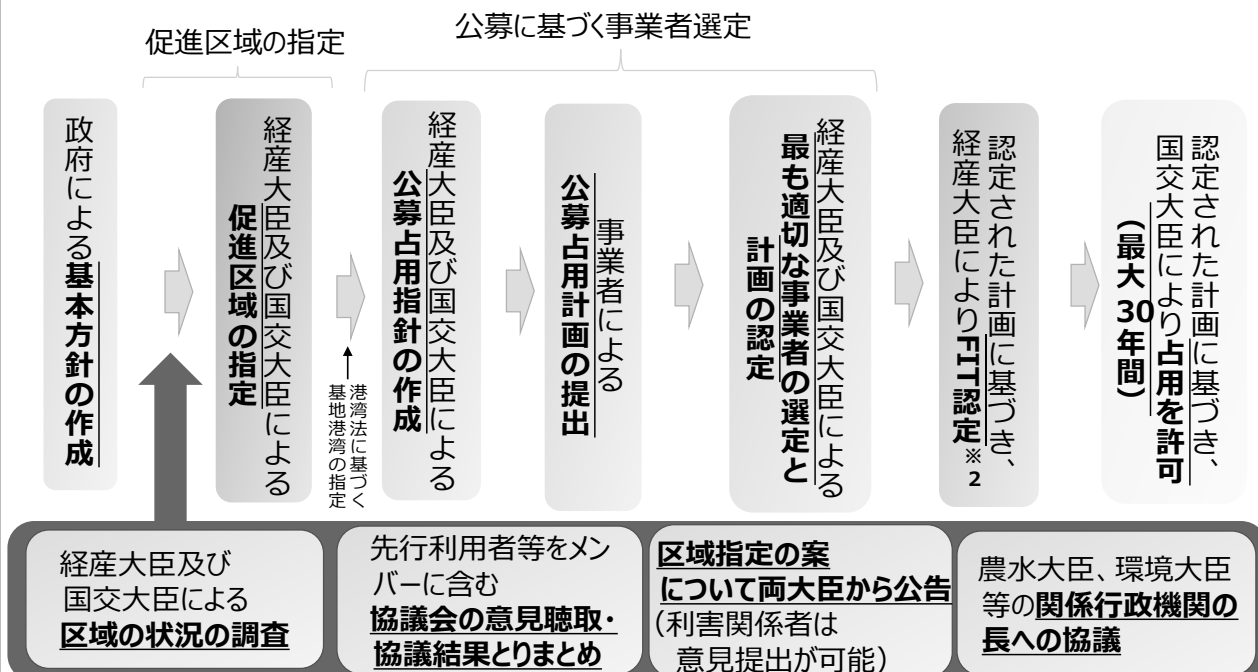 促進区域の指定
公募に基づく事業者選定
政府による基本方針の作成
経産大臣及び国交大臣による
促進区域の指定
港湾法に基づく
基地港湾の指定
経産大臣及び国交大臣による
公募占用指針の作成
事業者による
公募占用計画の提出
経産大臣及び国交大臣による
最も適切な事業者の選定と
計画の認定
認定された計画に基づき、
経産大臣によりFIT認定※2
認定された計画に基づき、
国交大臣により占用を許可
(最大 30年間)
経産大臣及び
国交大臣による
区域の状況の調査
先行利用者等をメン
バーに含む
協議会の意見聴取・
協議結果とりまとめ
区域指定の案
について両大臣から公告
(利害関係者は
意見提出が可能)
農水大臣、環境大臣
等の関係行政機関の
長への協議